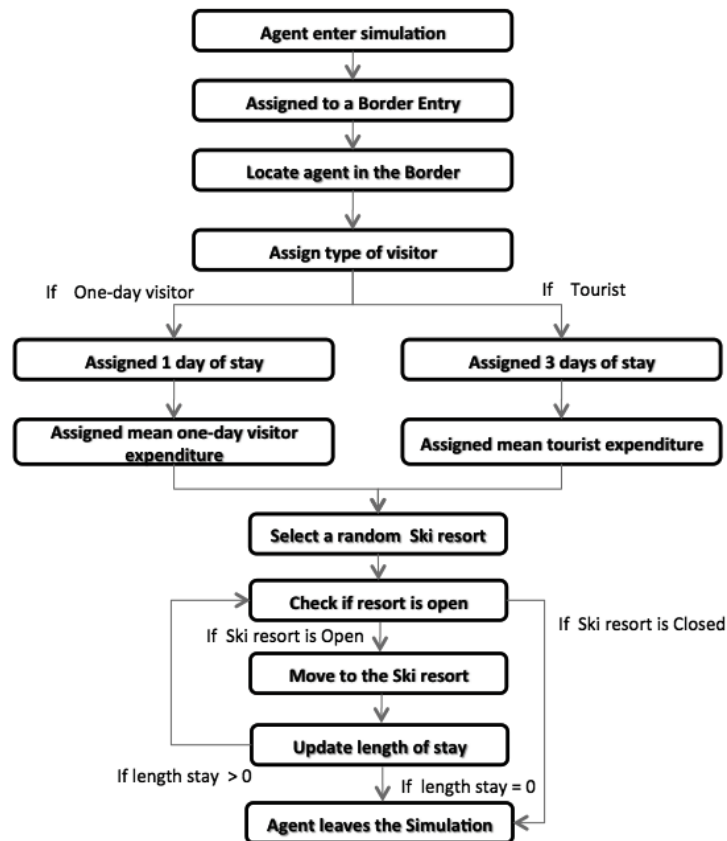 Agent enter simulation
Assigned to a Border Entry
Locate agent in the Border
Assign type of visitor
If One-day visitor
If Tourist
Assigned 1 day of stay
Assigned 3 days of stay
Assigned mean one-day visitor
expenditure
Assigned mean tourist expenditure
Select a random Ski resort
Check if resort is open
If Ski resort is Closed
If Ski resort is Open
Move to the Ski resort
Update length of stay
If length stay > 0
If length stay = 0
Agent leaves the Simulation